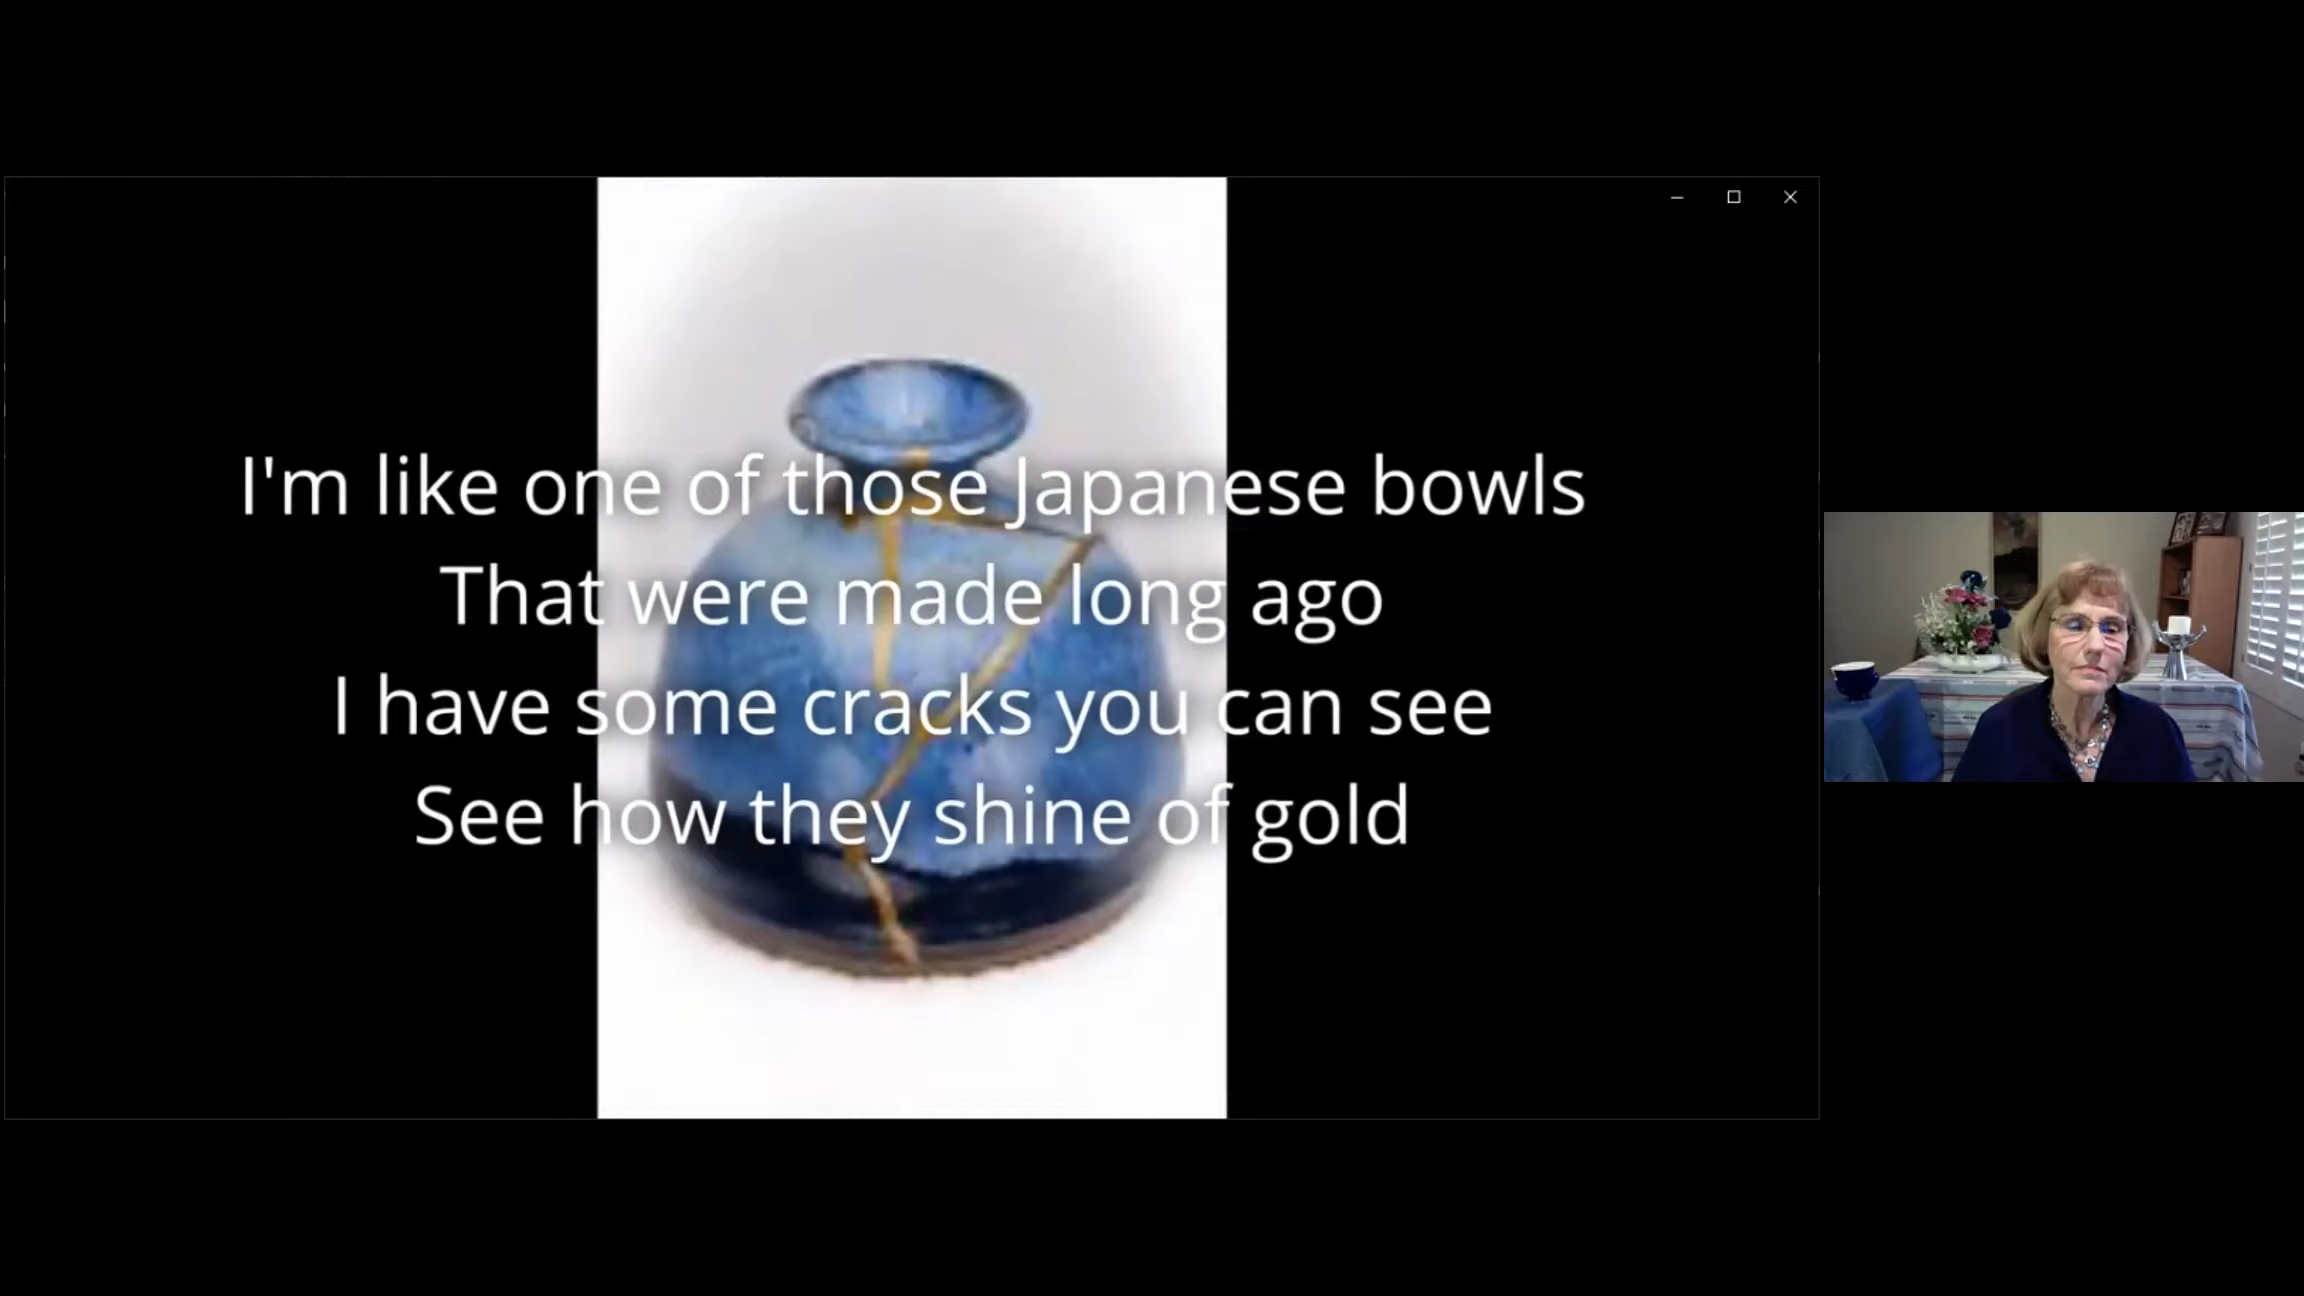 I'm like one of those Japanese bowls
That were made long ago
I have some cracks you can see
See how they shine of gold